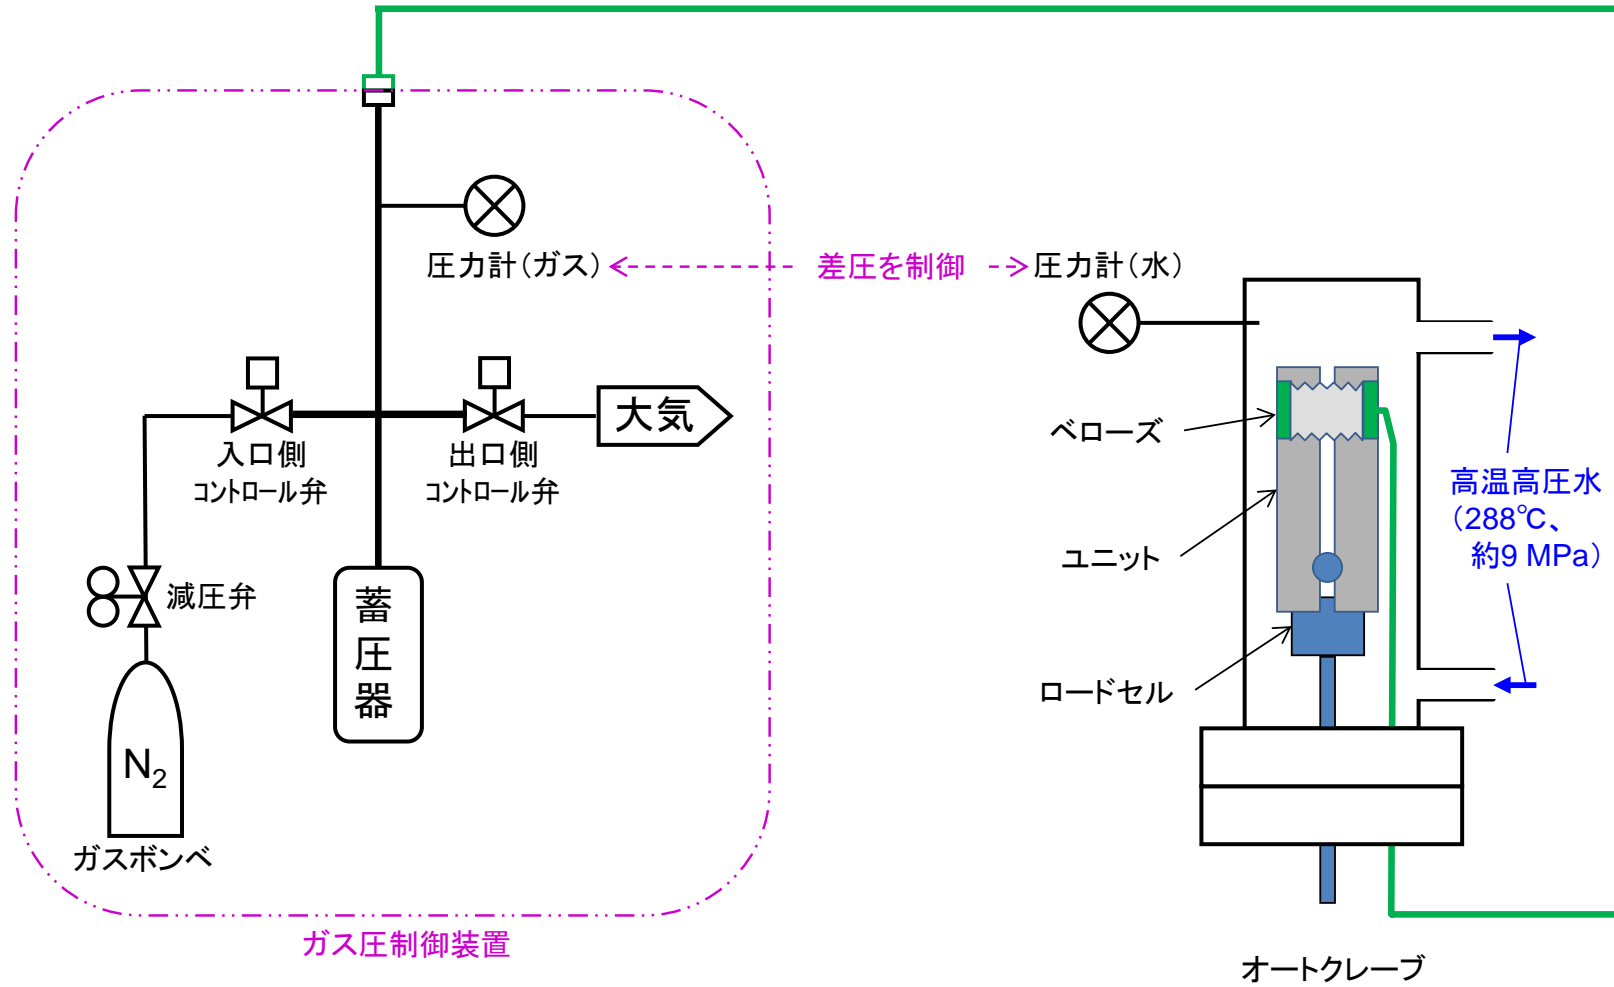 圧力計（ガス）
差圧を制御
圧力計（水）
大気
入口側
コントロール弁
出口側
コントロール弁
減圧弁
蓄
圧
器
N2
ガスボンベ
ガス圧制御装置
ベローズ
ユニット
ロードセル
高温高圧水
（288℃、
約9 MPa）
オートクレーブ